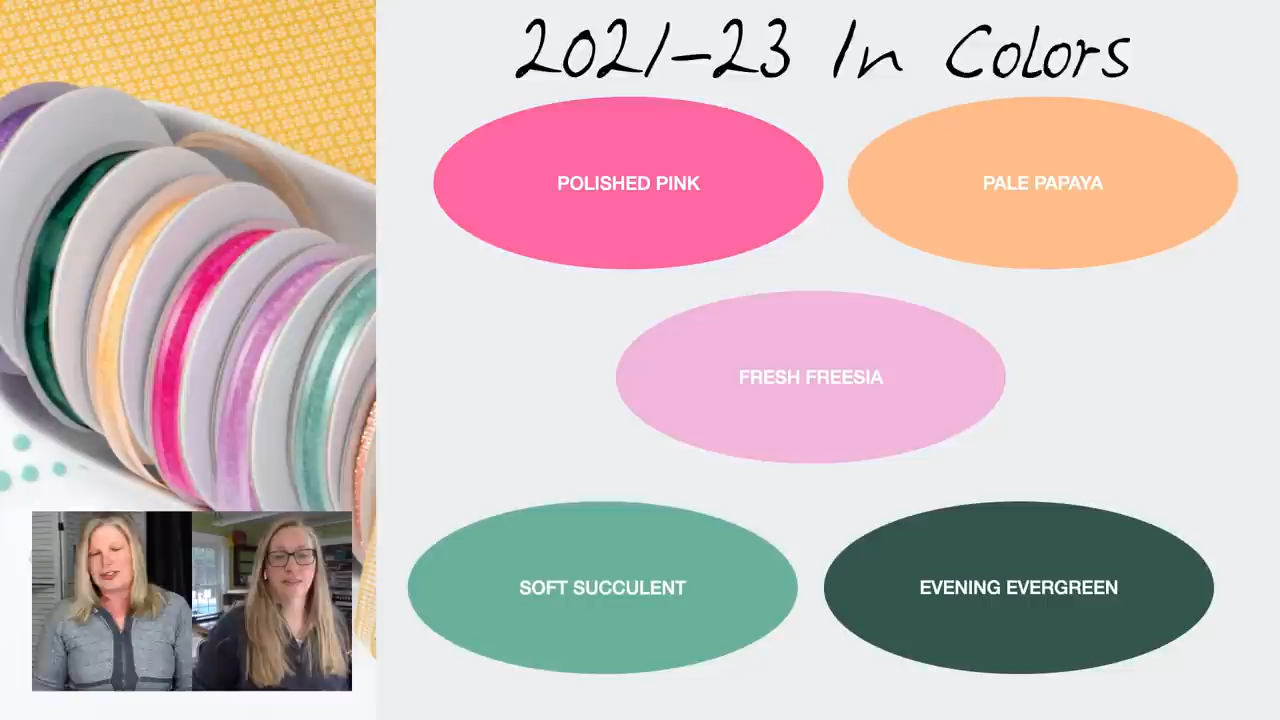 2021-23 In Colors
POLISHED PINK
PALE PAPAYA
FRESH FREESIA
SOFT SUCCULENT
EVENING EVERGREEN